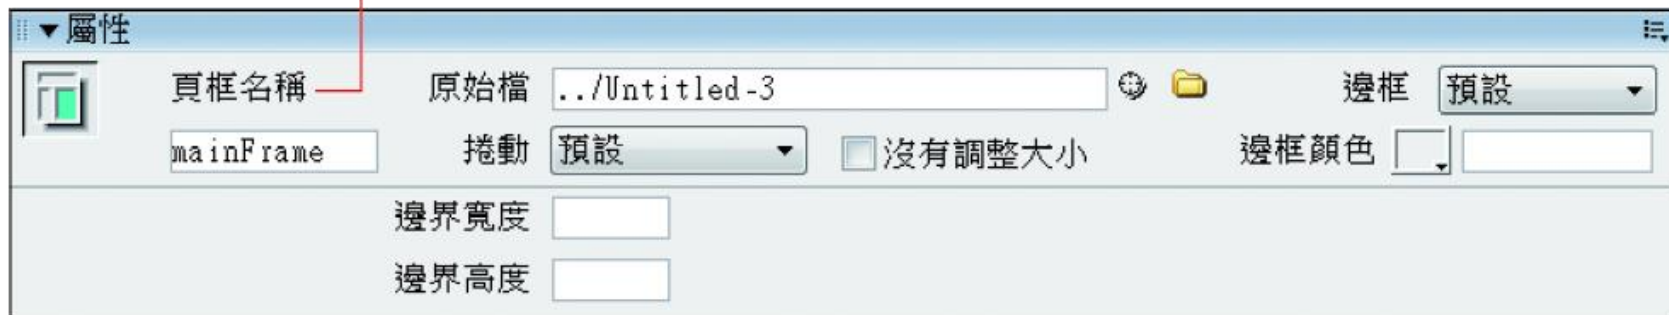 屬性
頁框名稱 原始檔 ../Untitled-3 邊框 預設
mainFrame 捲動 預設 沒有調整大小 邊框顏色
邊界寬度
邊界高度